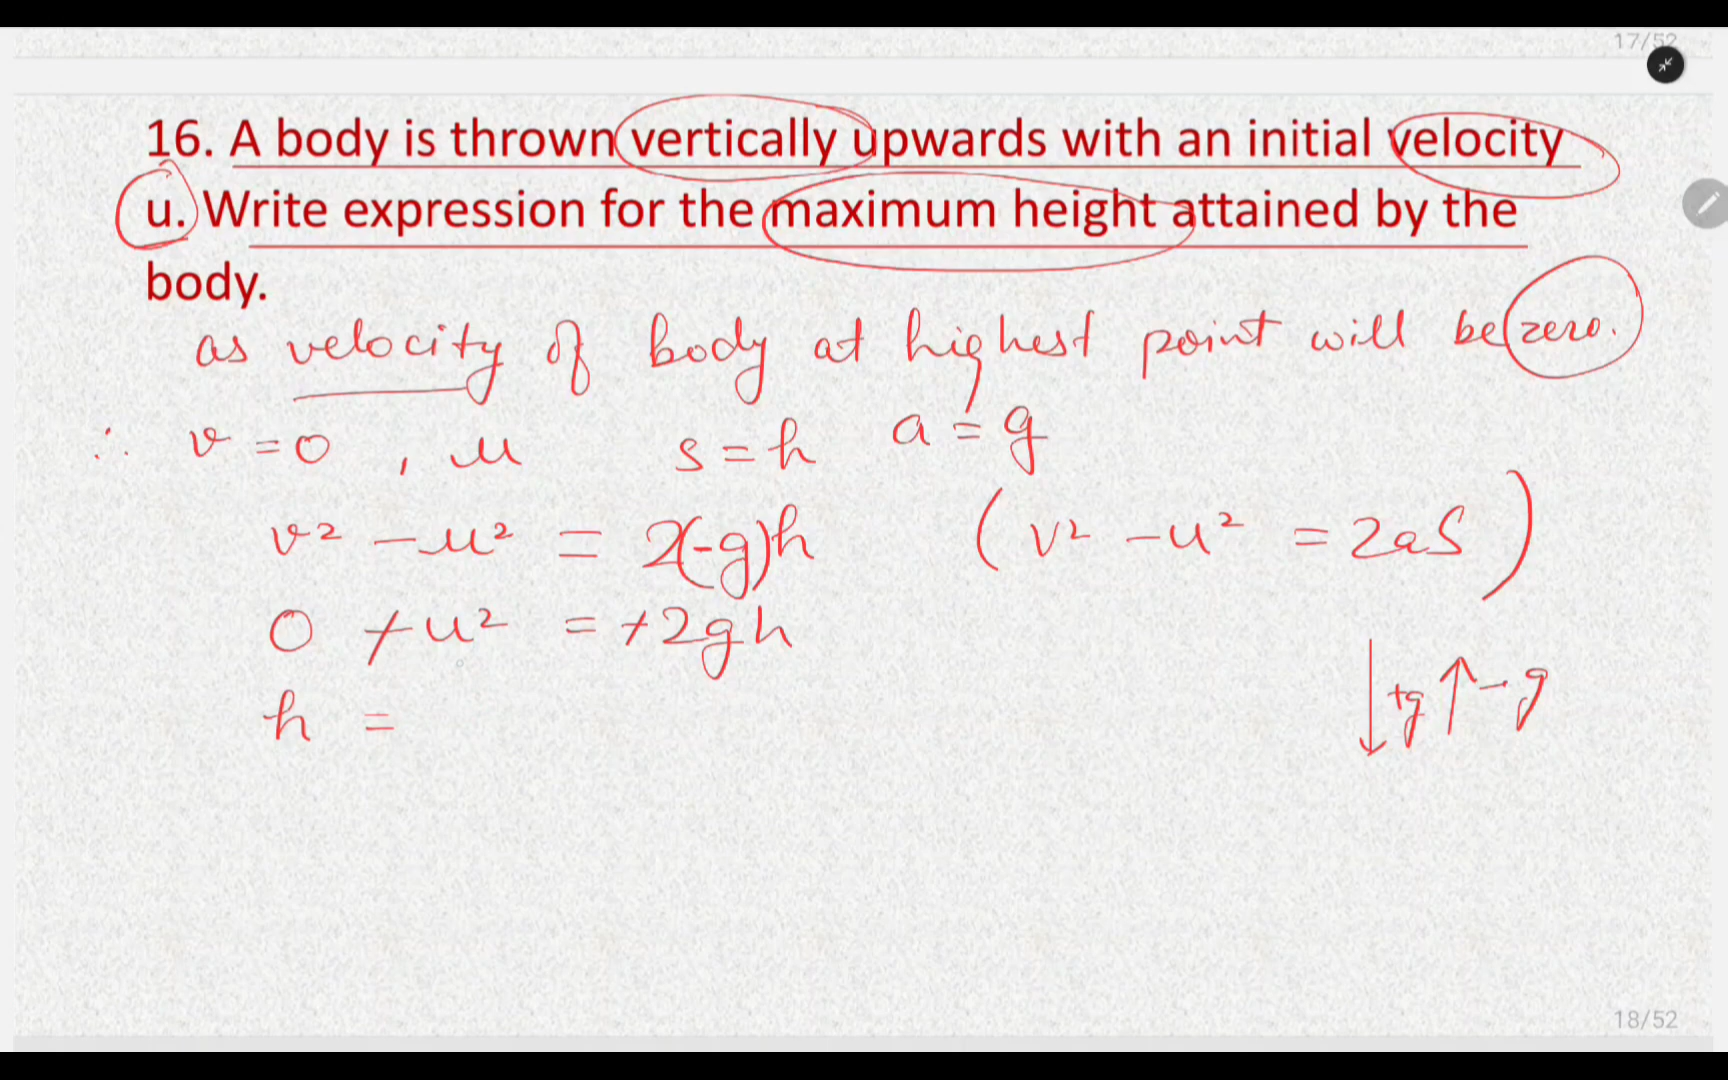 17/52
16. A body is thrown vertically upwards with an initial velocity
u. Write expression for the maximum height attained by the
body.
as velocity of body at highest point will be zero.
∴ v = 0 , u s = h a = g
v² - u² = 2(-g)h (v² - u² = 2aS)
0 + u² = +2gh
h =
+g -g
18/52